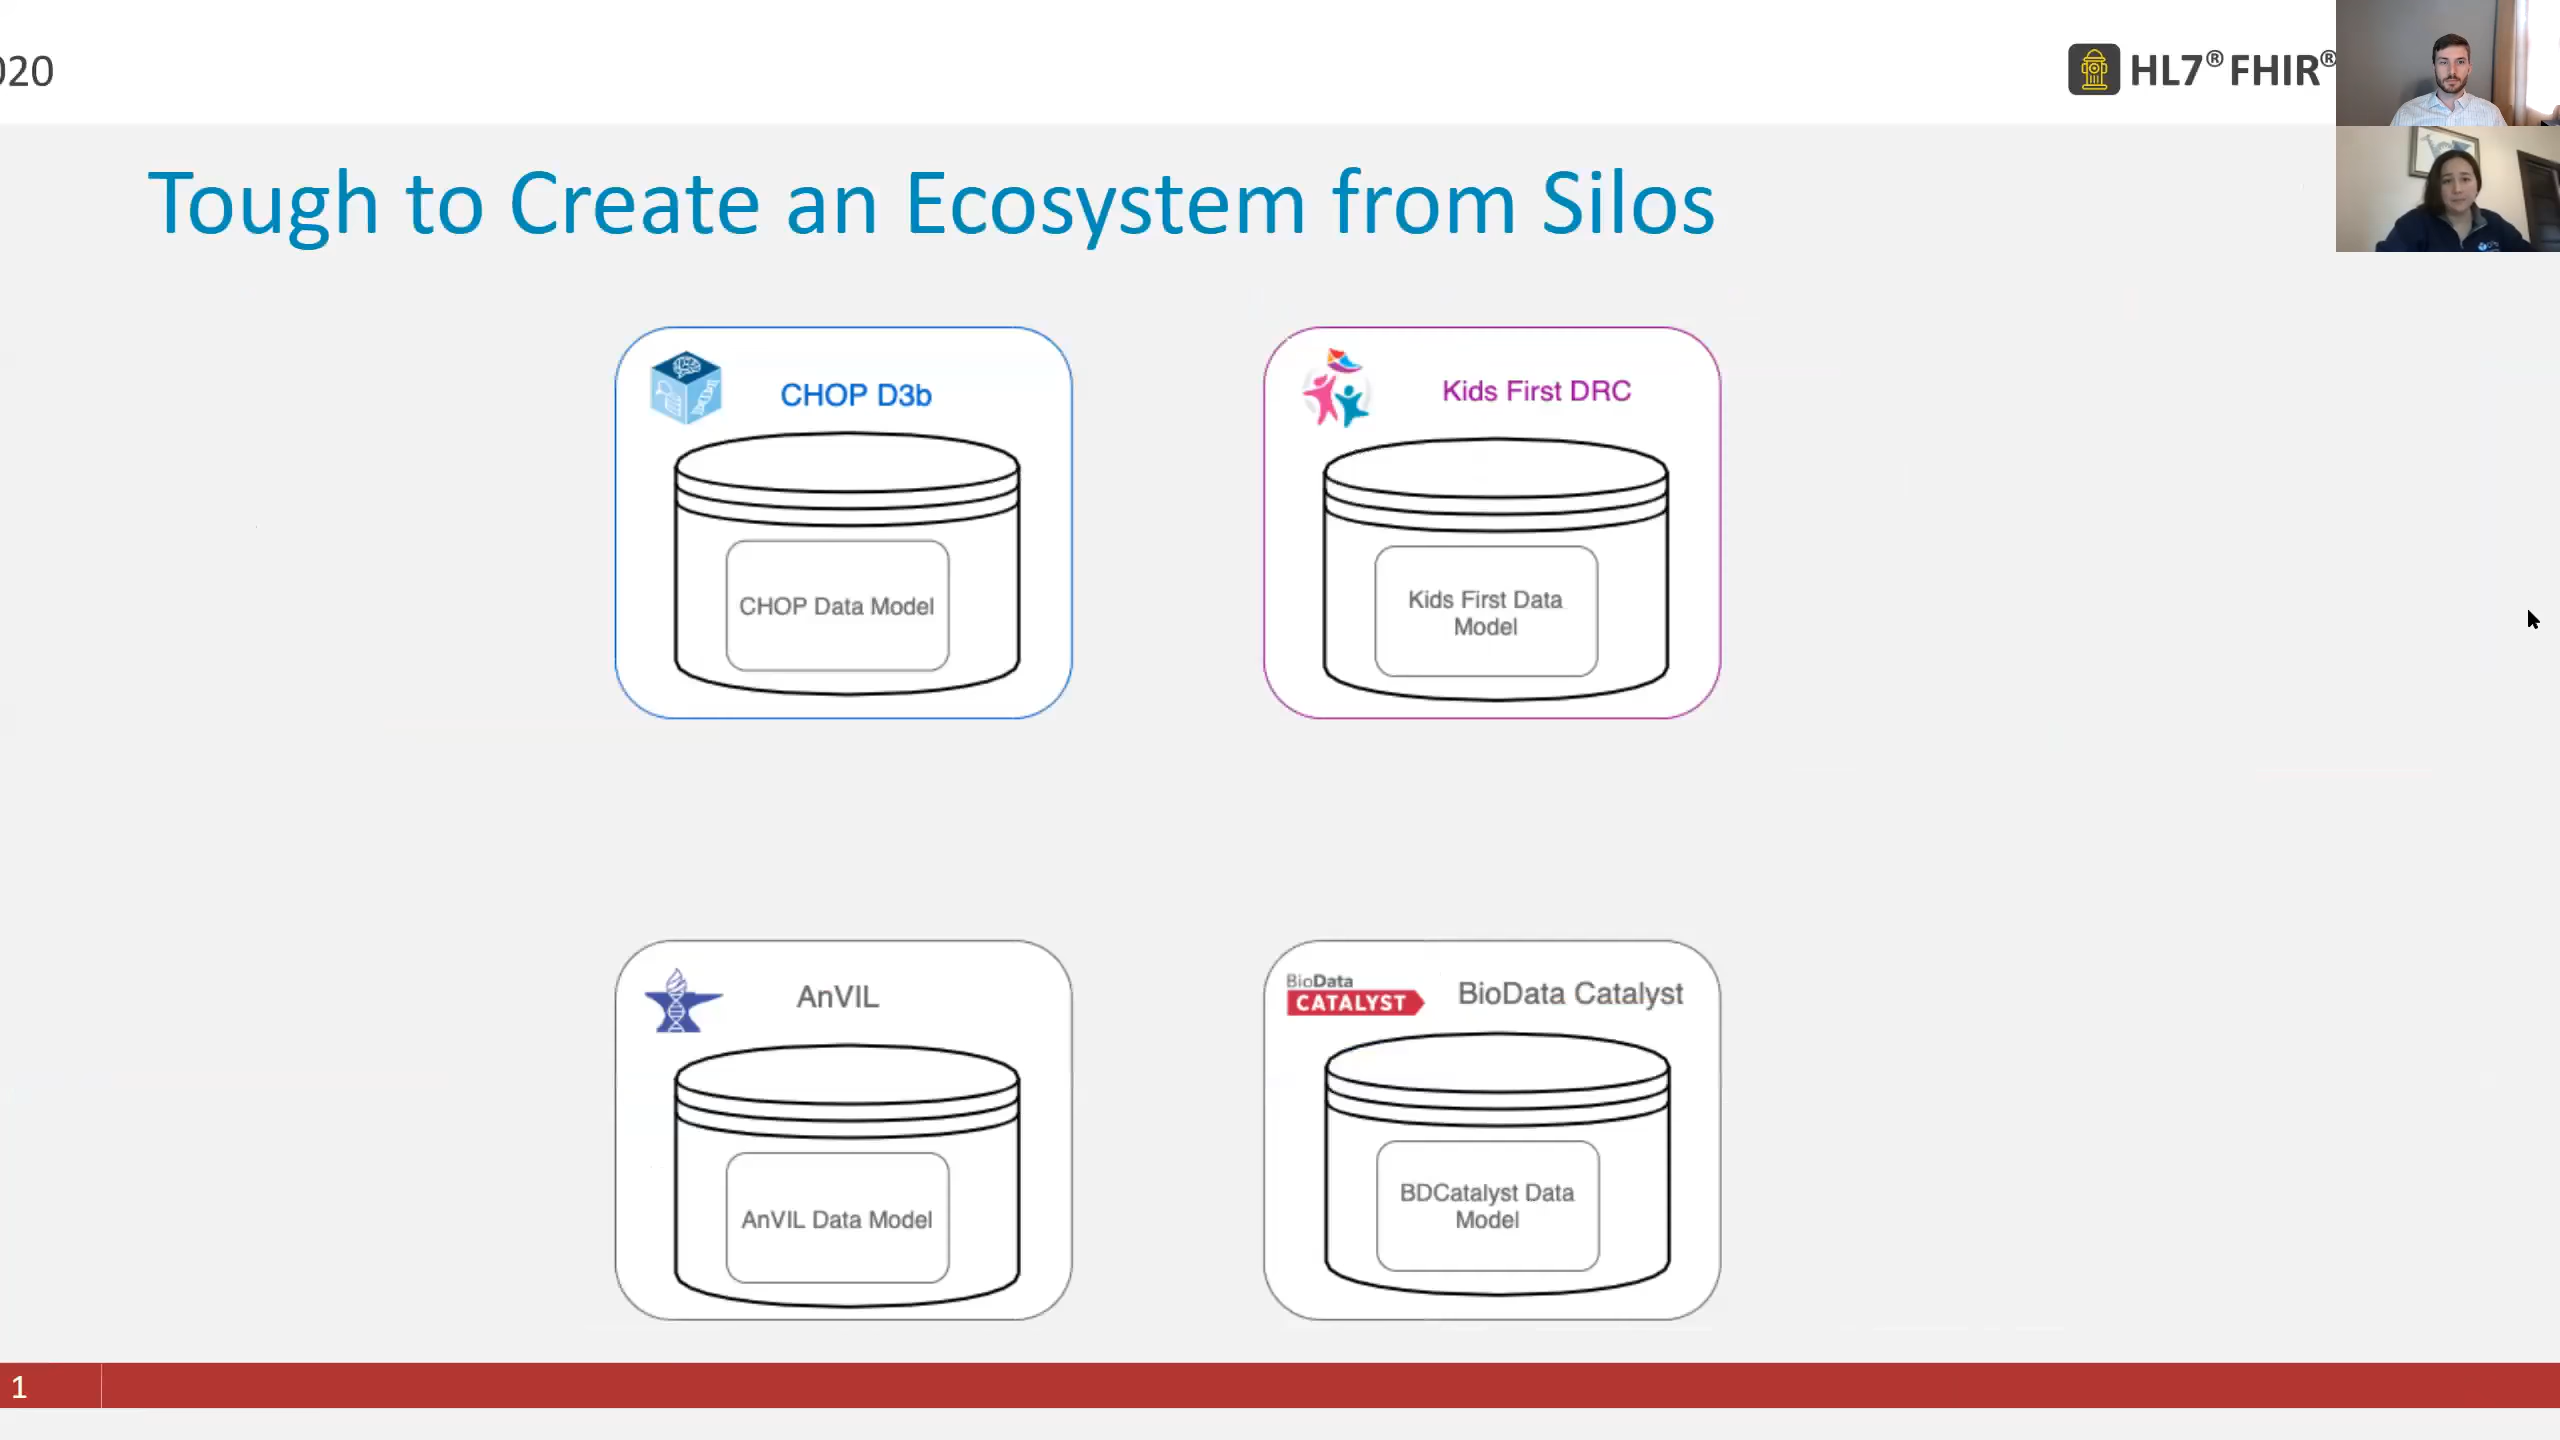 020
HL7® FHIR®
Tough to Create an Ecosystem from Silos
CHOP D3b
CHOP Data Model
Kids First DRC
Kids First Data
Model
AnVIL
AnVIL Data Model
BioData
CATALYST
BioData Catalyst
BDCatalyst Data
Model
1